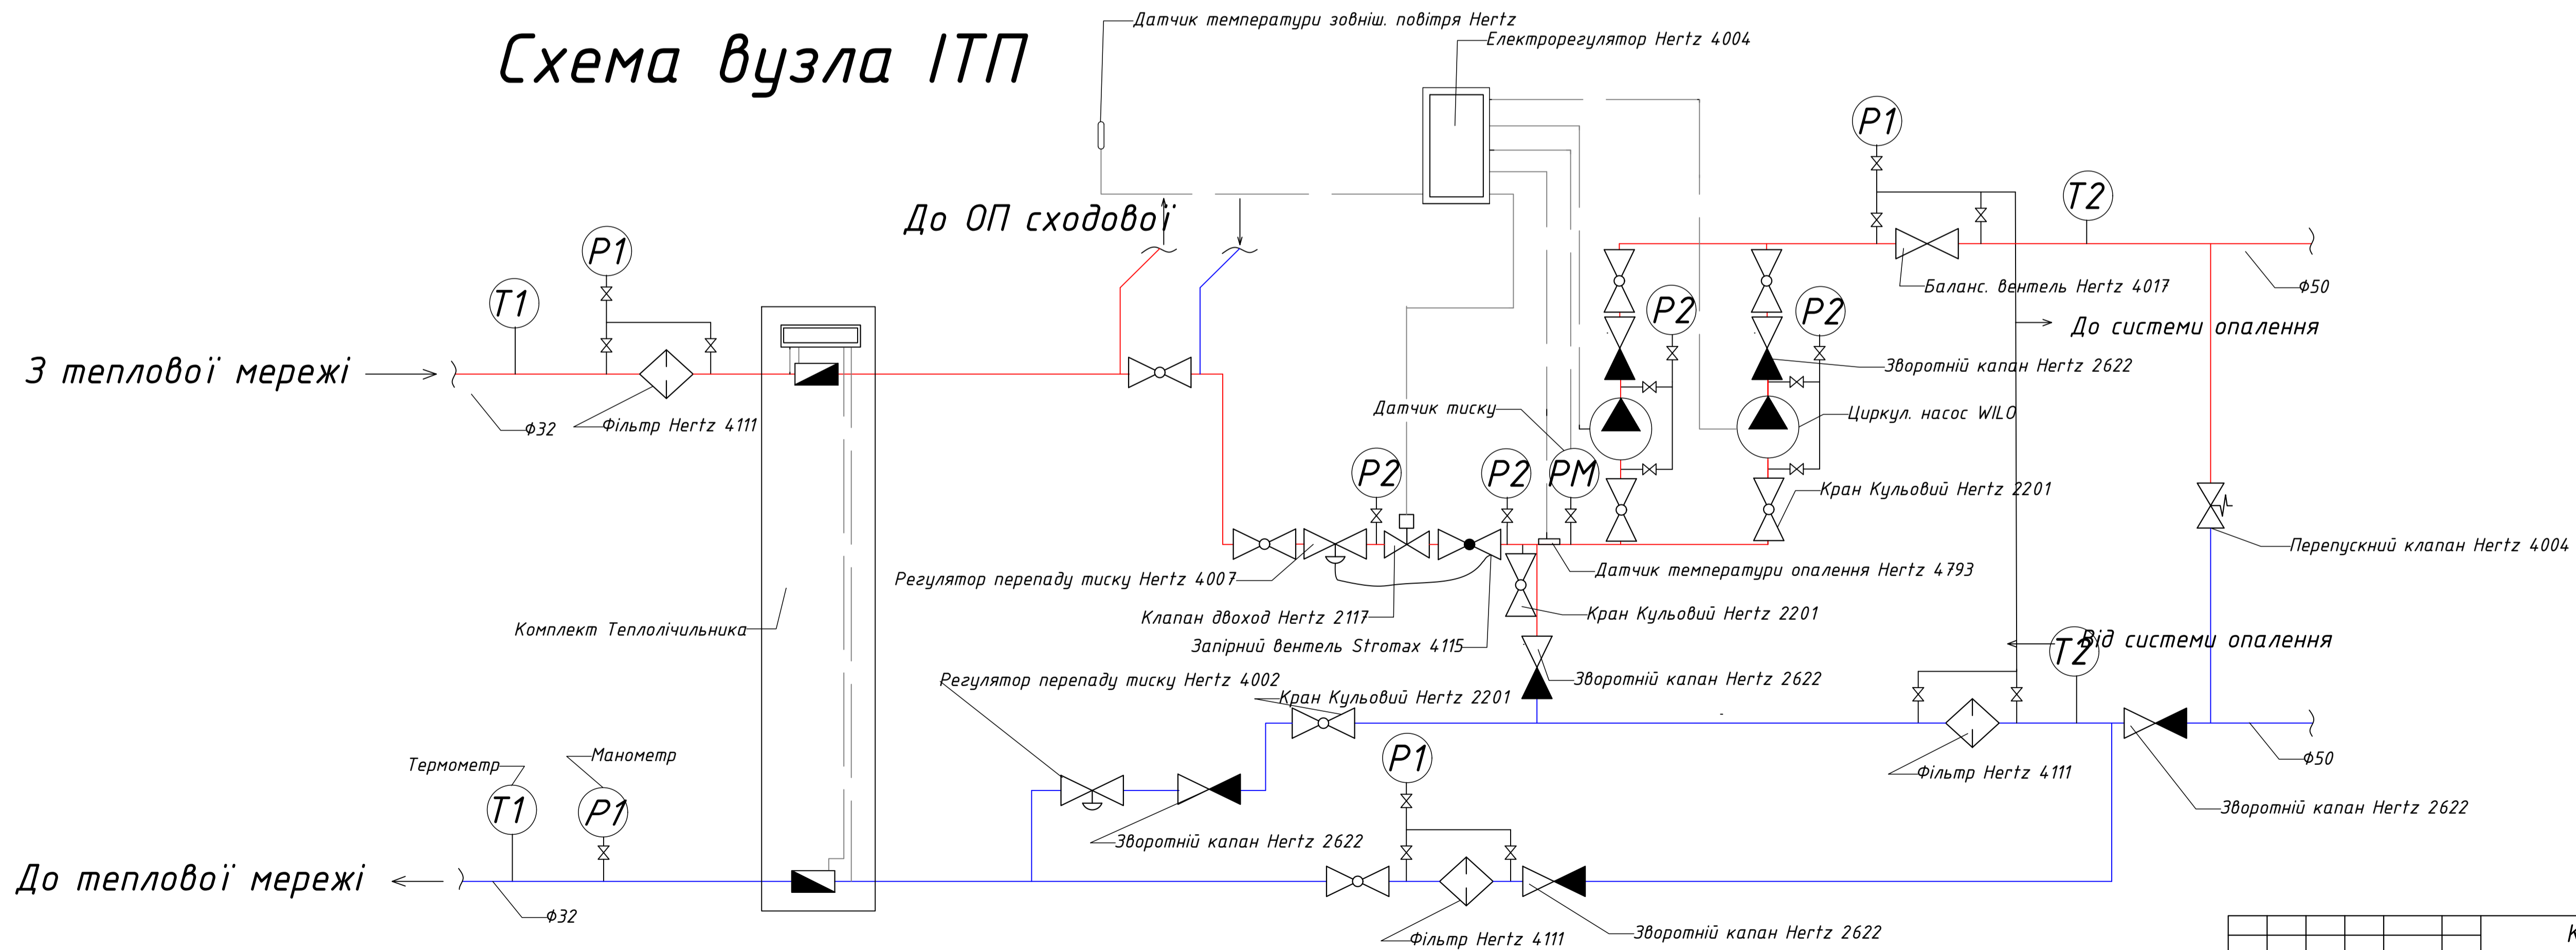 Схема вузла ІТП
Датчик температури зовніш. повітря Hertz
Електрорегулятор Hertz 4004
P1
T2
До ОП сходової
P1
T1
P2
P2
Баланс. вентель Hertz 4017
Ф50
До системи опалення
З теплової мережі
Зворотній капан Hertz 2622
Фільтр Hertz 4111
Ф32
Датчик тиску
Циркул. насос WILO
P2
P2
PM
Кран Кульовий Hertz 2201
Перепускний клапан Hertz 4004
Регулятор перепаду тиску Hertz 4007
Датчик температури опалення Hertz 4793
Клапан двоход Hertz 2117
Кран Кульовий Hertz 2201
Комплект Теплолічильника
Запірний вентель Stromax 4115
Від системи опалення
T2
Регулятор перепаду тиску Hertz 4002
Зворотній капан Hertz 2622
Кран Кульовий Hertz 2201
Термометр
Манометр
P1
Фільтр Hertz 4111
Ф50
T1
P1
Зворотній капан Hertz 2622
Зворотній капан Hertz 2622
До теплової мережі
Ф32
Фільтр Hertz 4111
Зворотній капан Hertz 2622